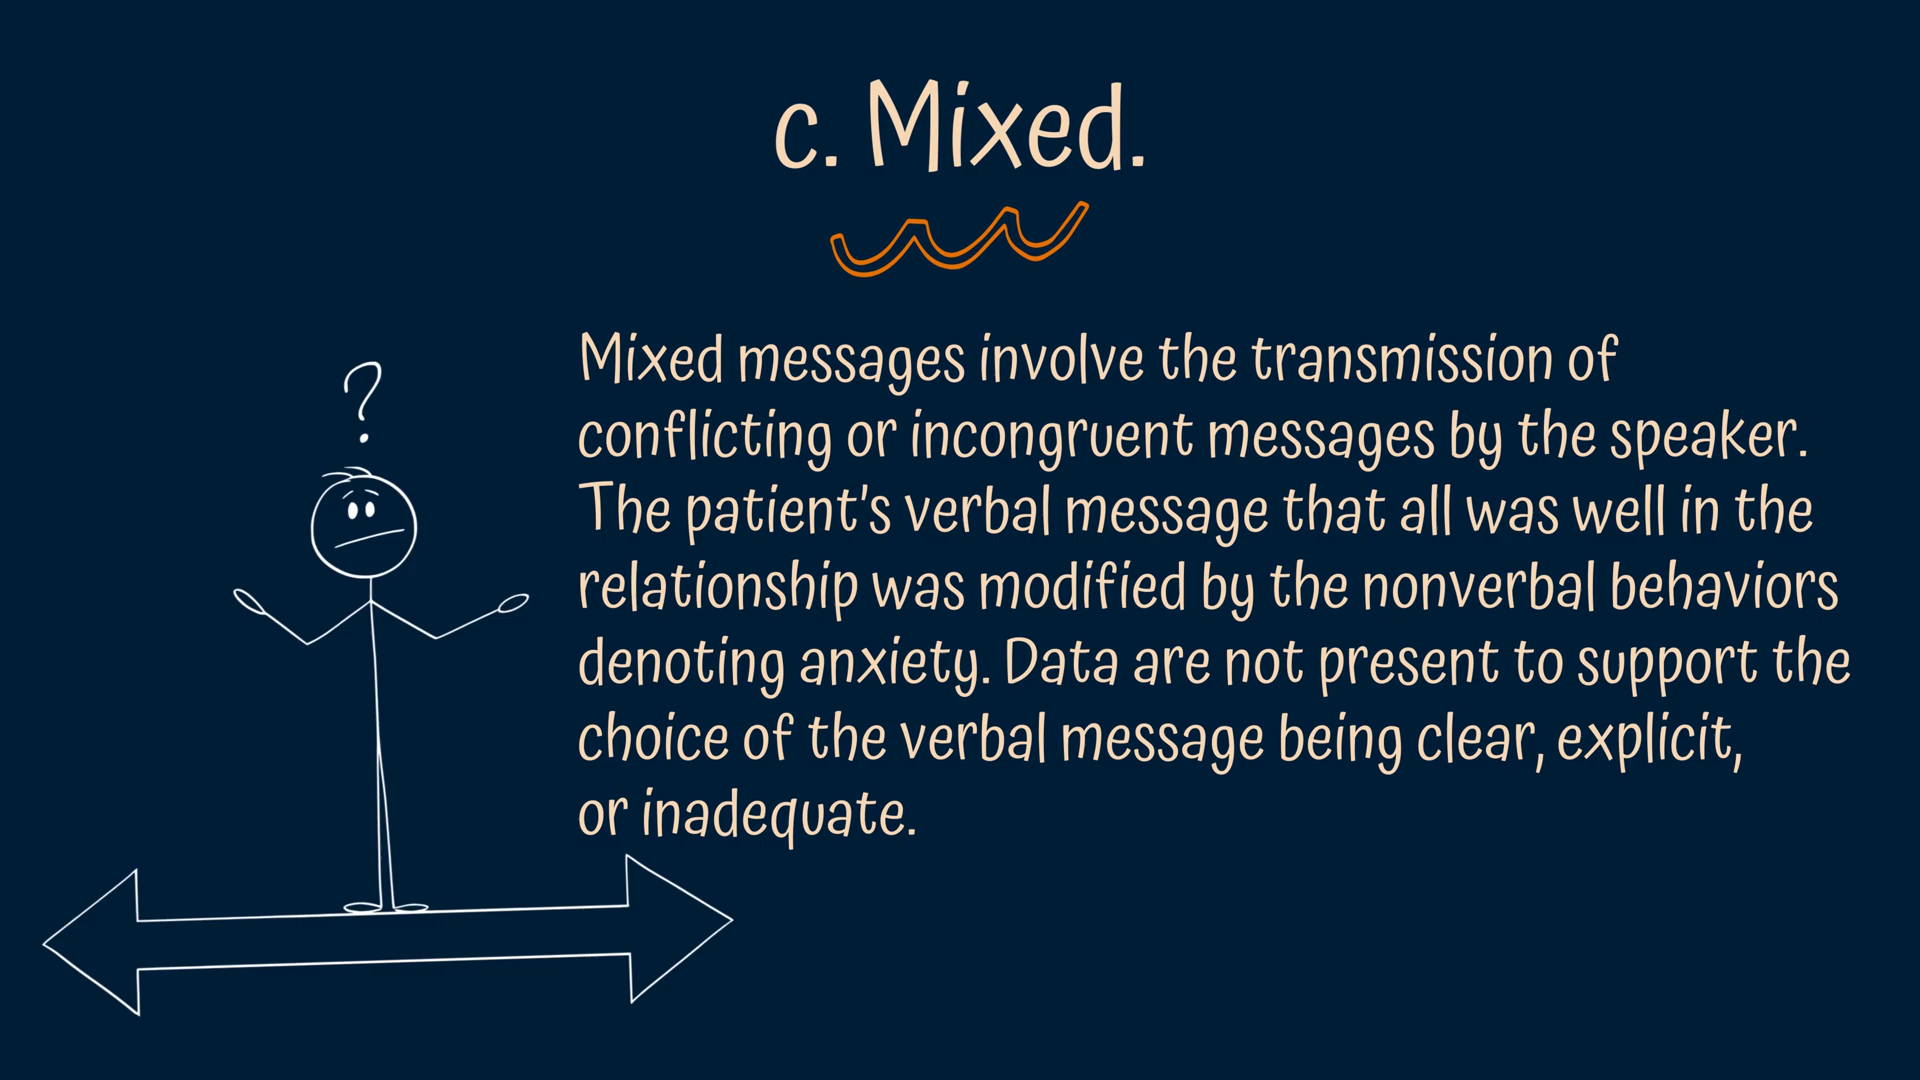 c. Mixed.
?
Mixed messages involve the transmission of
conflicting or incongruent messages by the speaker.
The patient's verbal message that all was well in the
relationship was modified by the nonverbal behaviors
denoting anxiety. Data are not present to support the
choice of the verbal message being clear, explicit,
or inadequate.